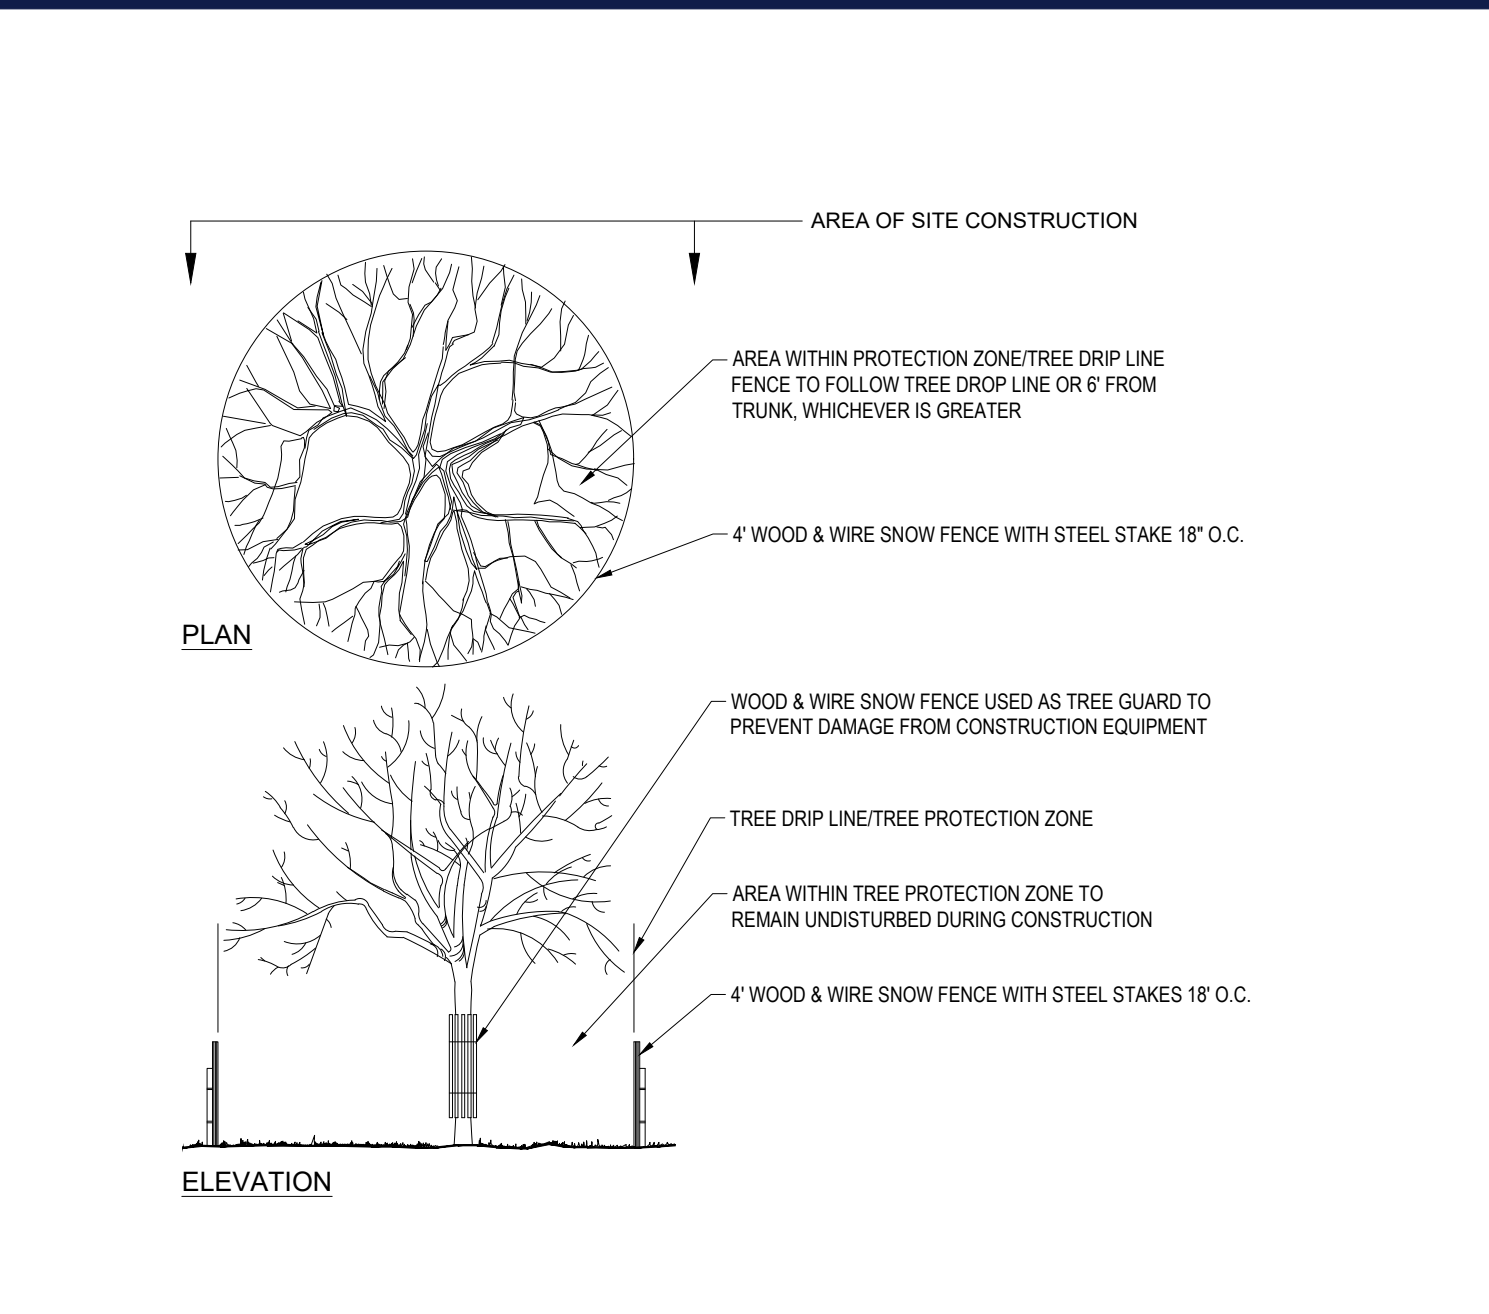 AREA OF SITE CONSTRUCTION
AREA WITHIN PROTECTION ZONE/TREE DRIP LINE
FENCE TO FOLLOW TREE DROP LINE OR 6' FROM
TRUNK, WHICHEVER IS GREATER
4' WOOD & WIRE SNOW FENCE WITH STEEL STAKE 18" O.C.
PLAN
WOOD & WIRE SNOW FENCE USED AS TREE GUARD TO
PREVENT DAMAGE FROM CONSTRUCTION EQUIPMENT
TREE DRIP LINE/TREE PROTECTION ZONE
AREA WITHIN TREE PROTECTION ZONE TO
REMAIN UNDISTURBED DURING CONSTRUCTION
4' WOOD & WIRE SNOW FENCE WITH STEEL STAKES 18' O.C.
ELEVATION